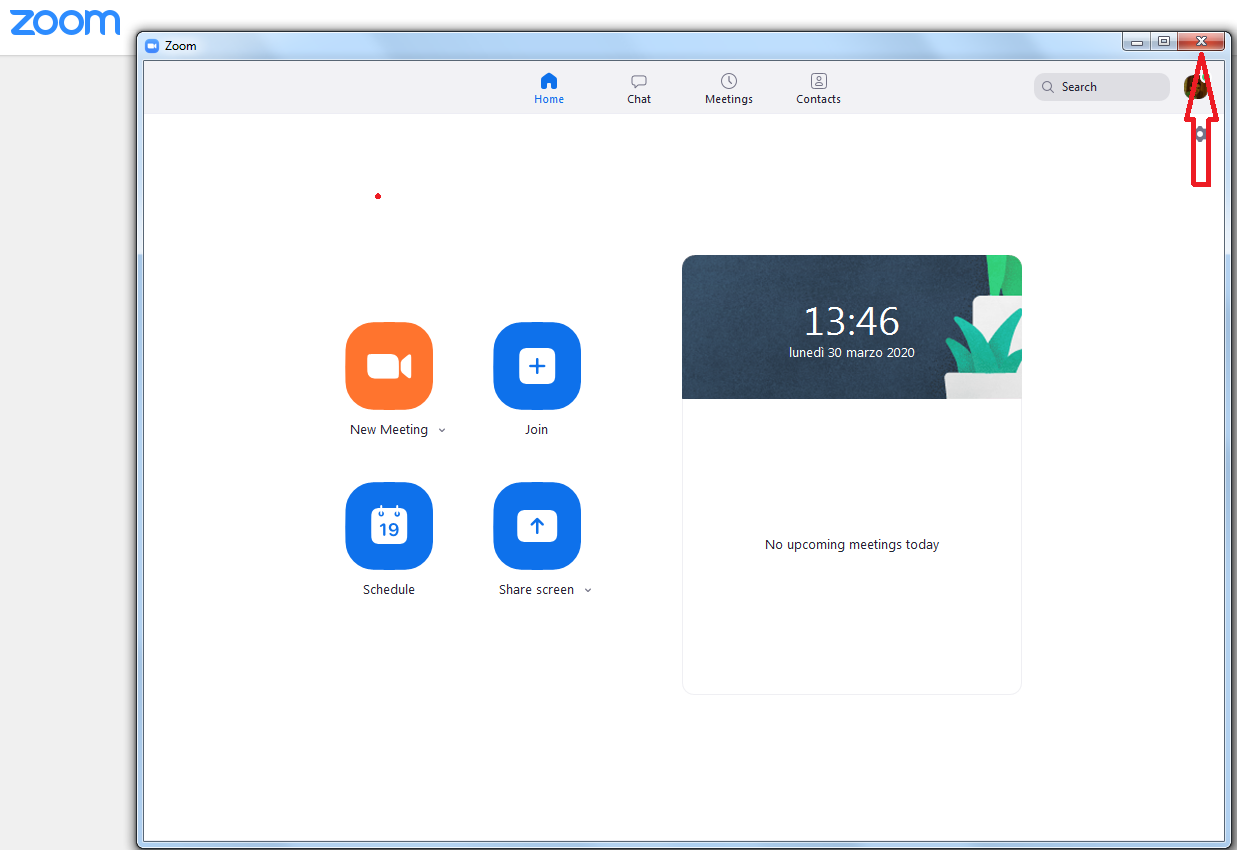 zoom
Zoom
Home
Chat
Meetings
Contacts
Search
13:46
lunedì 30 marzo 2020
New Meeting
Join
19
Schedule
Share screen
No upcoming meetings today